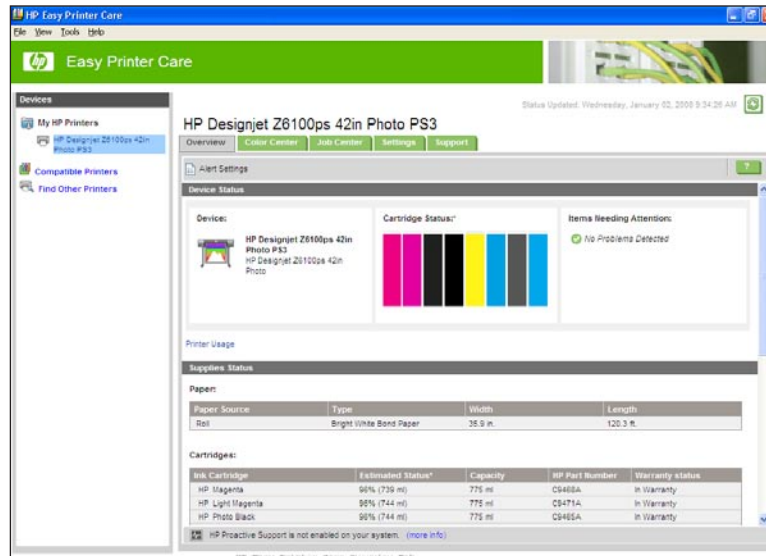 HP Easy Printer Care
File View Tools Help
hp Easy Printer Care
Devices
My HP Printers
HP Designjet Z6100ps 42in
Photo PS3
Compatible Printers
Find Other Printers
Status Updated: Wednesday, January 02, 2008 9:34:26 AM
HP Designjet Z6100ps 42in Photo PS3
Overview Color Center Job Center Settings Support
Alert Settings
?
Device Status
Device: Cartridge Status:* Items Needing Attention:
HP Designjet Z6100ps 42in
Photo PS3
HP Designjet Z6100ps 42in
Photo
No Problems Detected
Printer Usage
Supplies Status
Paper:
Paper Source Type Width Length
Roll Bright White Bond Paper 35.9 in. 120.3 ft.
Cartridges:
Ink Cartridge Estimated Status* Capacity HP Part Number Warranty status
HP Magenta 775 ml C9468A In Warranty
HP Light Magenta 96% (744 ml) 775 ml C9471A In Warranty
HP Photo Black 96% (744 ml) 775 ml C9465A In Warranty
HP Proactive Support is not enabled on your system. (more info)